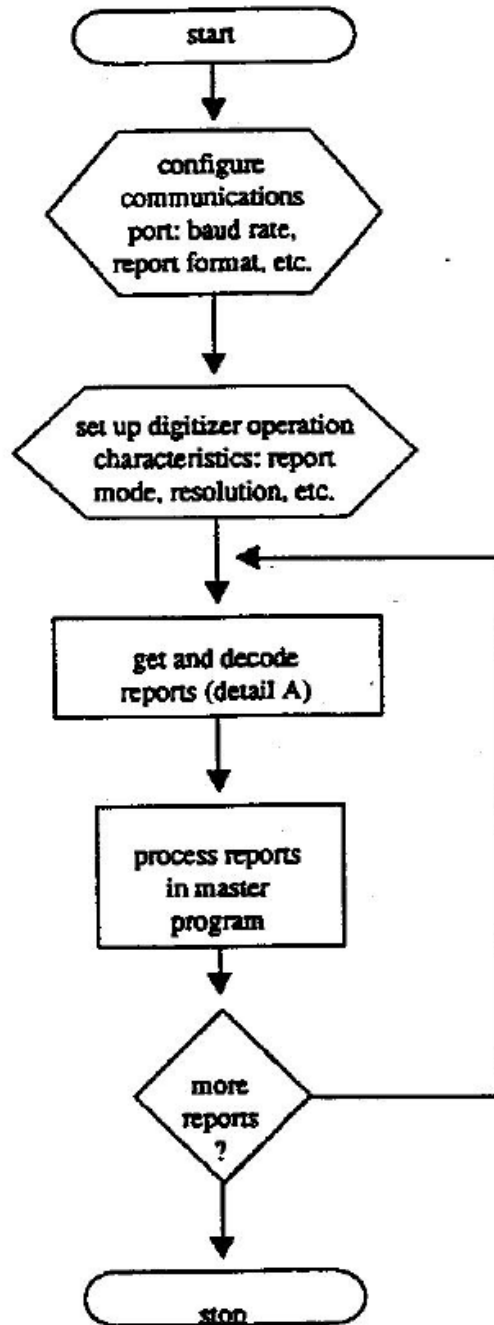 start
configure
communications
port: baud rate,
report format, etc.
set up digitizer operation
characteristics: report
mode, resolution, etc.
get and decode
reports (detail A)
process reports
in master
program
more
reports
?
stop